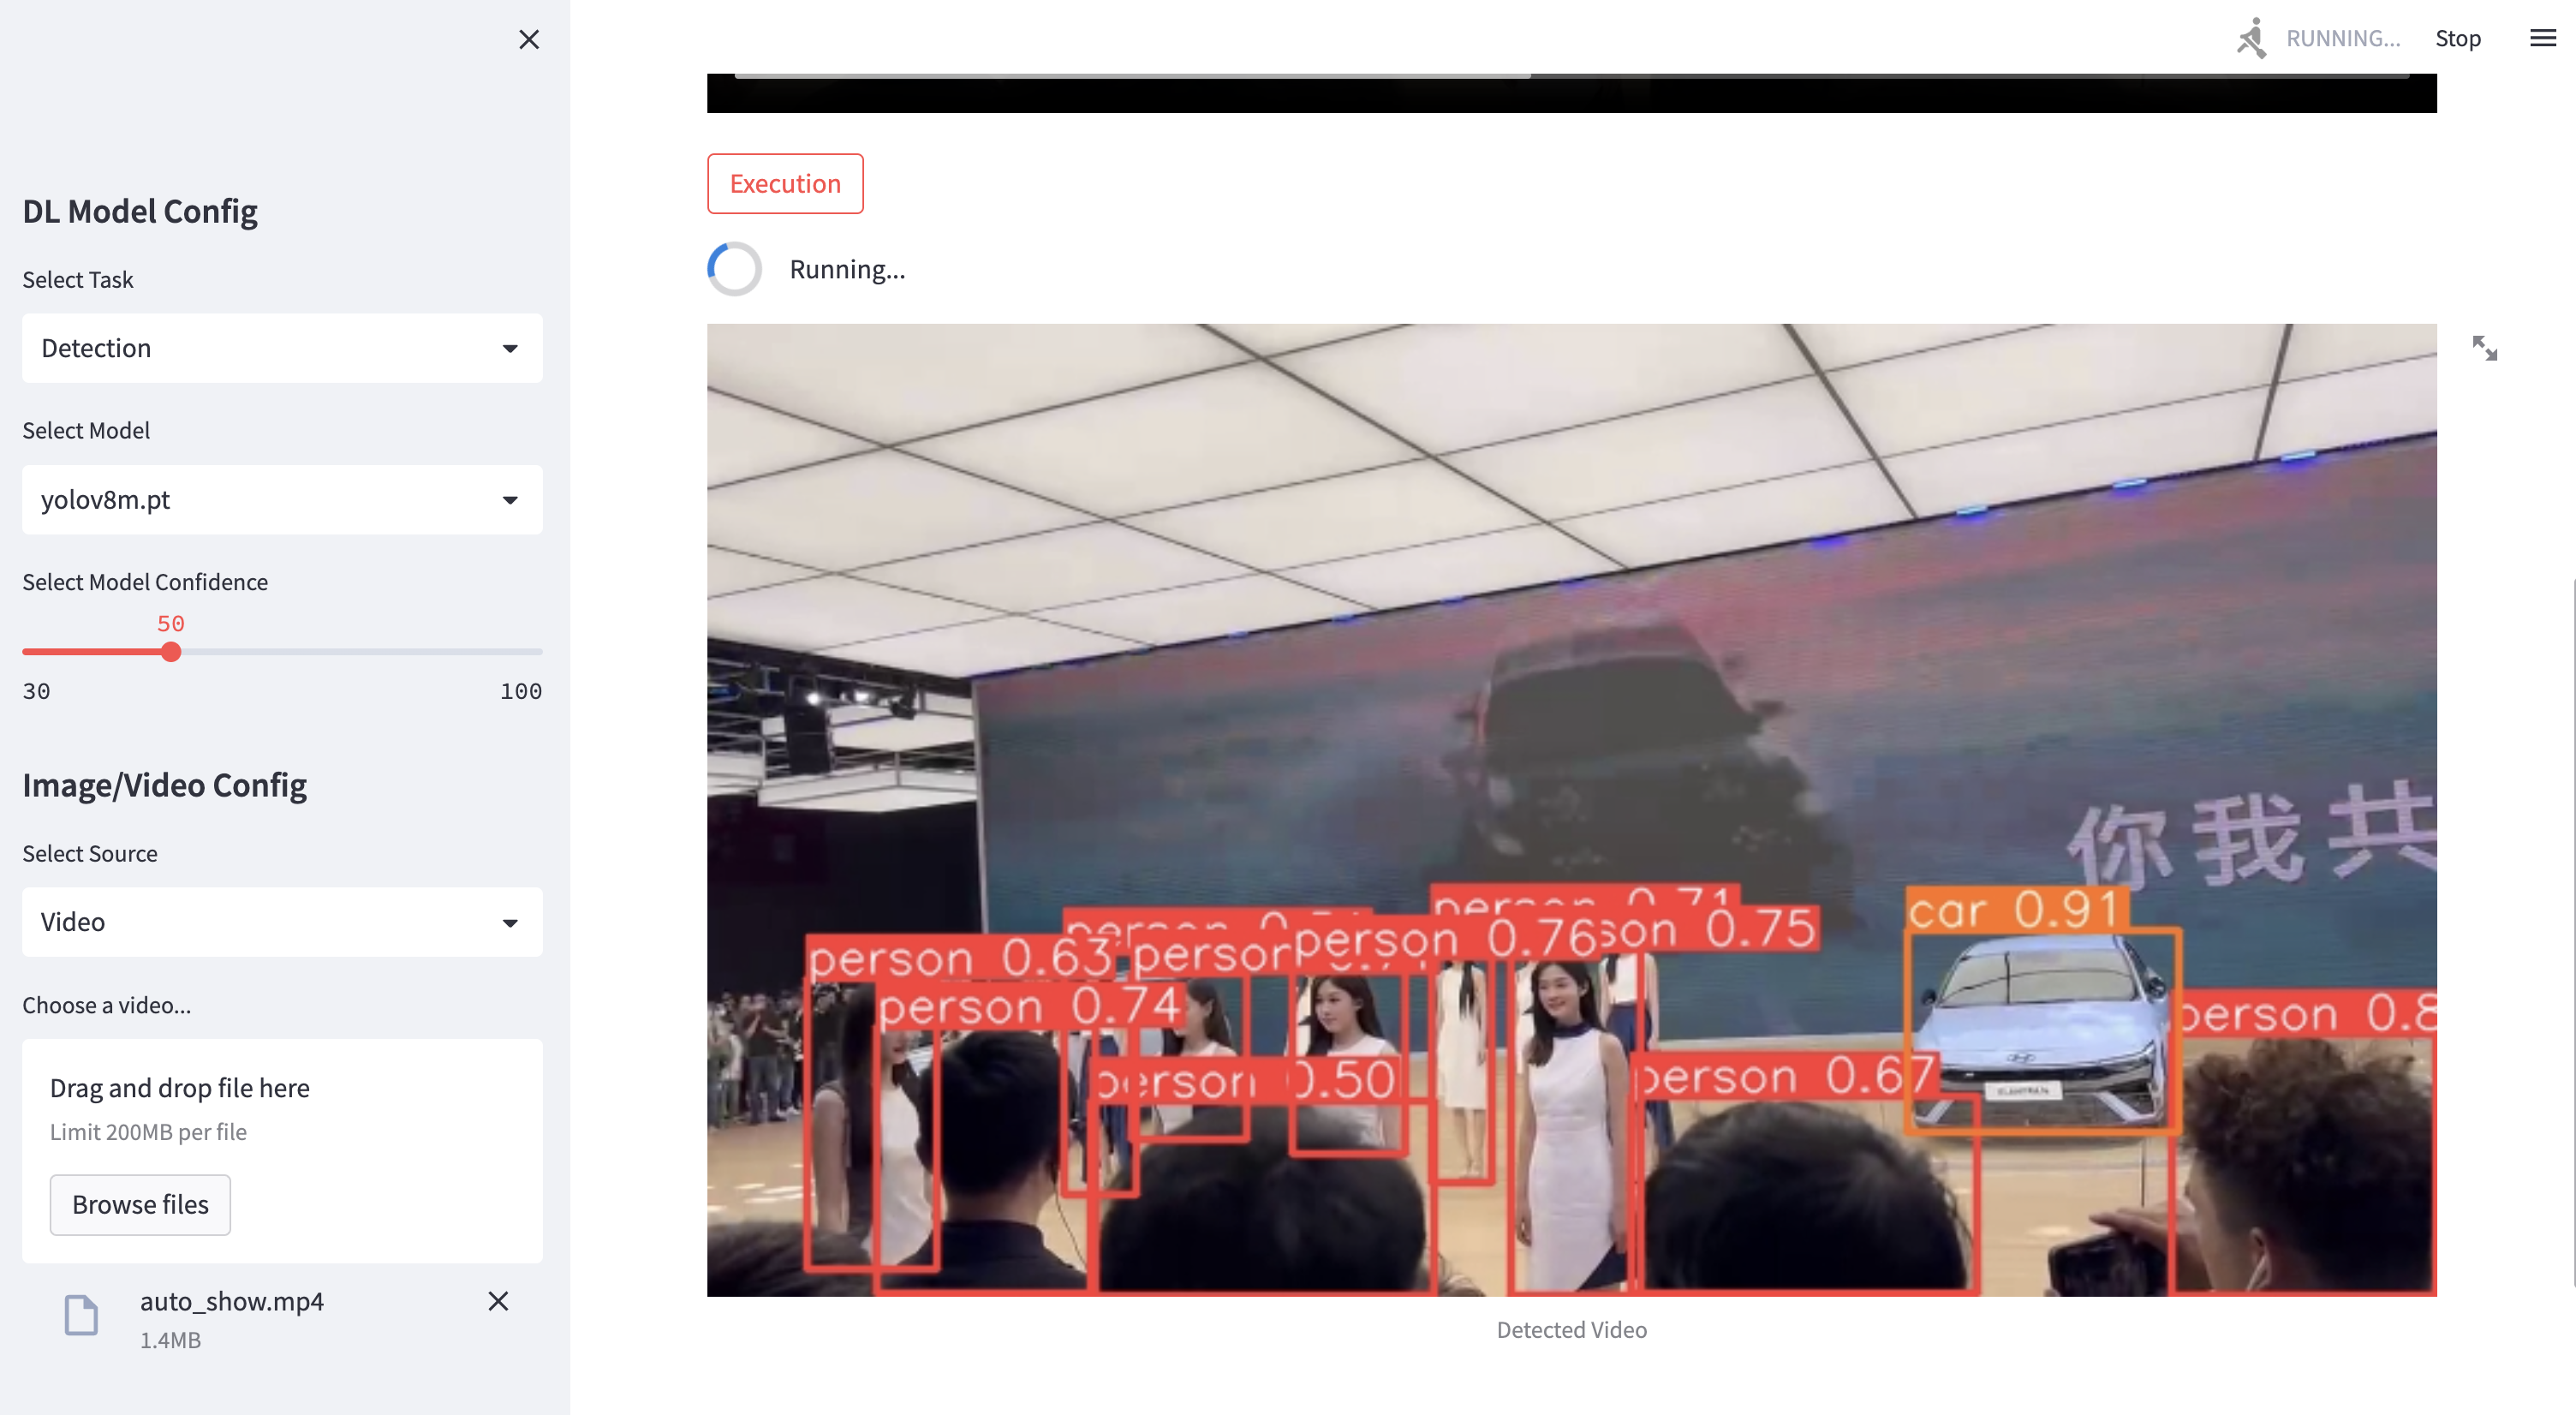 RUNNING...
Stop
DL Model Config
Select Task
Detection
Select Model
yolov8m.pt
Select Model Confidence
50
30
100
Image/Video Config
Select Source
Video
Choose a video...
Drag and drop file here
Limit 200MB per file
Browse files
auto_show.mp4
1.4MB
Execution
Running...
你我共
person 0.71
car 0.91
person
son 0.75
person 0.76
person 0.63
person
person 0.74
person 0.8
person 0.50
person 0.67
Detected Video